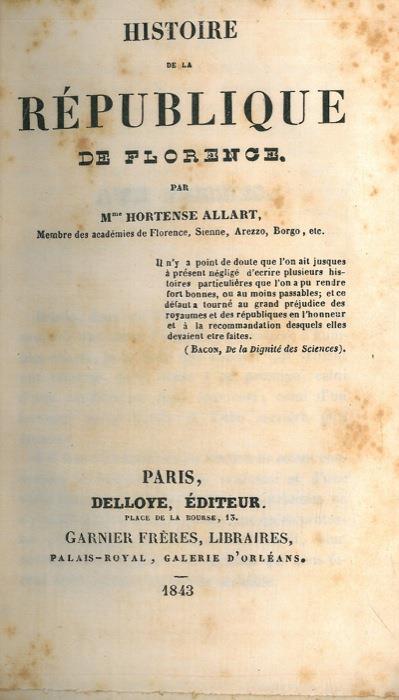 HISTOIRE
DE LA
RÉPUBLIQUE
DE FLORENCE.
PAR
Mme HORTENSE ALLART,
Membre des académies de Florence, Sienne, Arezzo, Borgo, etc.
Il n'y a point de doute que l'on ait jusques
à présent négligé d'ecrire plusieurs his-
toires particulières que l'on a pu rendre
fort bonnes, ou au moins passables; et ce
défaut a tourné au grand préjudice des
royaumes et des républiques en l'honneur
et à la recommandation desquels elles
devaient etre faites.
(BACON, De la Dignité des Sciences).
PARIS,
DELLOYE, ÉDITEUR.
PLACE DE LA BOURSE, 13.
GARNIER FRÈRES, LIBRAIRES,
PALAIS-ROYAL, GALERIE D'ORLÉANS.
1843